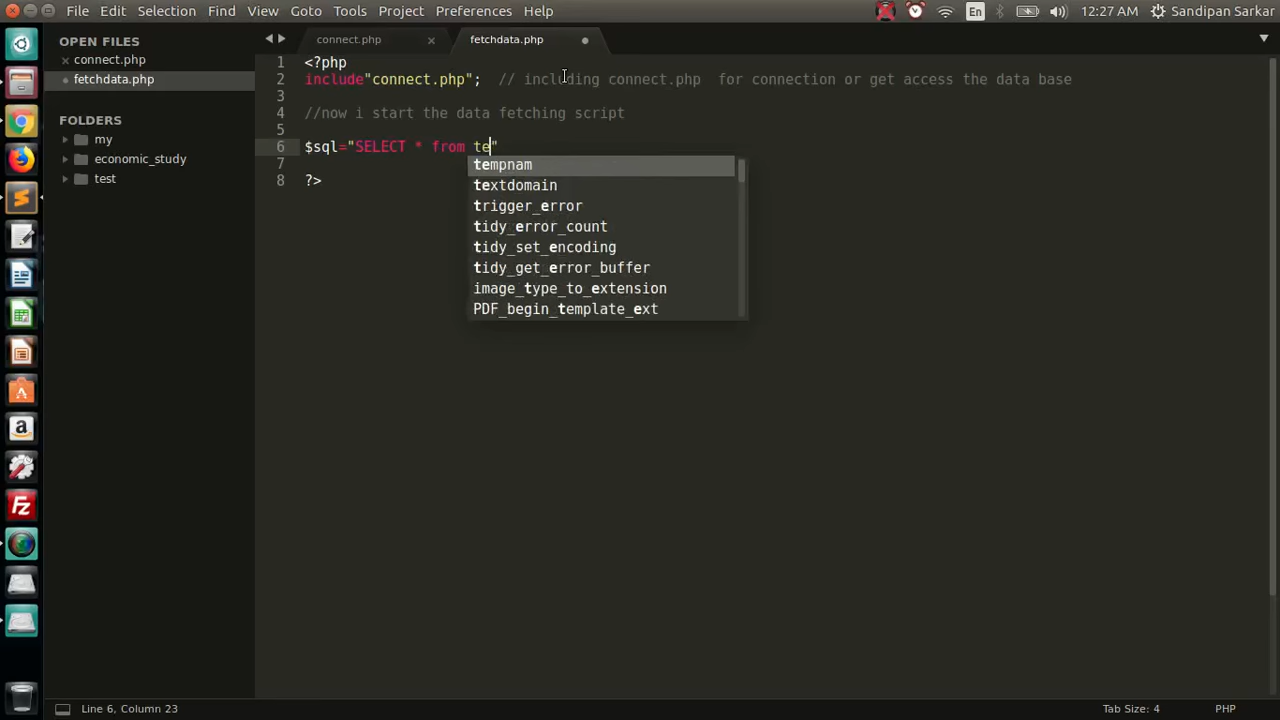 File Edit Selection Find View Goto Tools Project Preferences Help
En
12:27 AM
Sandipan Sarkar
OPEN FILES
connect.php
fetchdata.php
FOLDERS
my
economic_study
test
connect.php
fetchdata.php
1 <?php
2 include"connect.php"; // including connect.php for connection or get access the data base
3
4 //now i start the data fetching script
5
6 $sql="SELECT * from te"
7
8 ?>
tempnam
textdomain
trigger_error
tidy_error_count
tidy_set_encoding
tidy_get_error_buffer
image_type_to_extension
PDF_begin_template_ext
Line 6, Column 23
Tab Size: 4
PHP